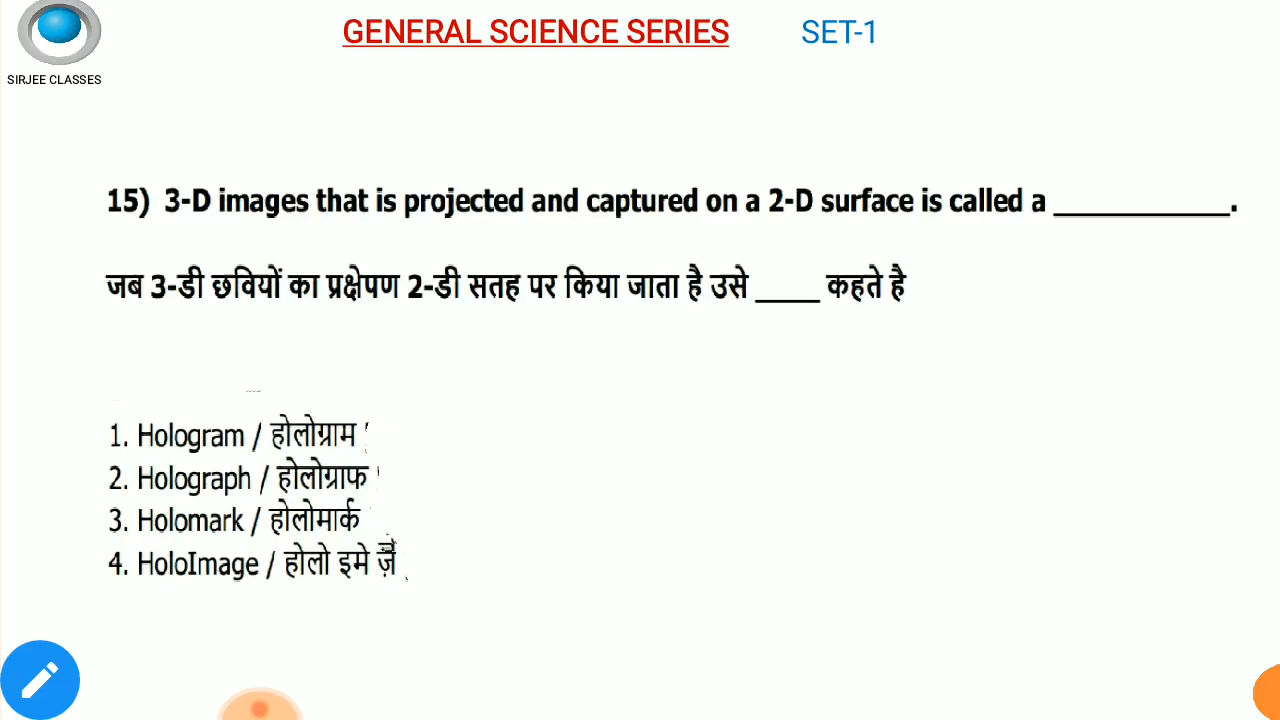 GENERAL SCIENCE SERIES SET-1
SIRJEE CLASSES
15) 3-D images that is projected and captured on a 2-D surface is called a ____________.
जब 3-डी छवियों का प्रक्षेपण 2-डी सतह पर किया जाता है उसे _____ कहते है
1. Hologram / होलोग्राम
2. Holograph / होलोग्राफ
3. Holomark / होलोमार्क
4. HoloImage / होलो इमे ज़ें